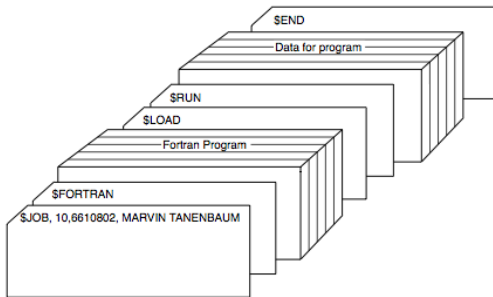 $END
Data for program
$RUN
$LOAD
Fortran Program
$FORTRAN
$JOB, 10,6610802, MARVIN TANENBAUM